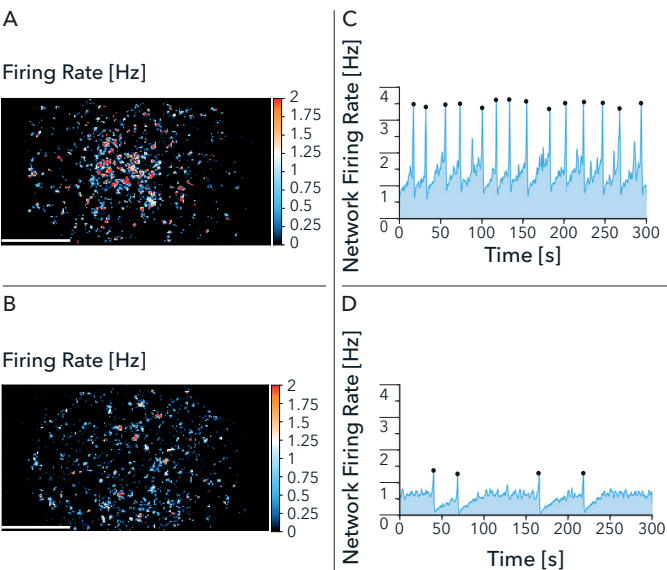 A
Firing Rate [Hz]
2
1.75
1.5
1.25
1
0.75
0.5
0.25
0
B
Firing Rate [Hz]
2
1.75
1.5
1.25
1
0.75
0.5
0.25
0
C
Network Firing Rate [Hz]
4
3
2
1
0
0 50 100 150 200 250 300
Time [s]
D
Network Firing Rate [Hz]
4
3
2
1
0
0 50 100 150 200 250 300
Time [s]